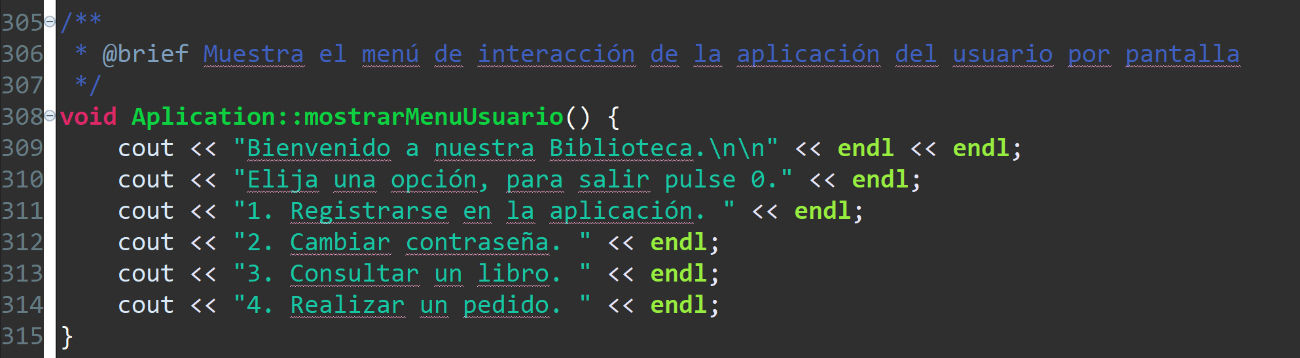 305 /**
306  * @brief Muestra el menú de interacción de la aplicación del usuario por pantalla
307  */
308 void Aplication::mostrarMenuUsuario() {
309     cout << "Bienvenido a nuestra Biblioteca.\n\n" << endl << endl;
310     cout << "Elija una opción, para salir pulse 0." << endl;
311     cout << "1. Registrarse en la aplicación. " << endl;
312     cout << "2. Cambiar contraseña. " << endl;
313     cout << "3. Consultar un libro. " << endl;
314     cout << "4. Realizar un pedido. " << endl;
315 }